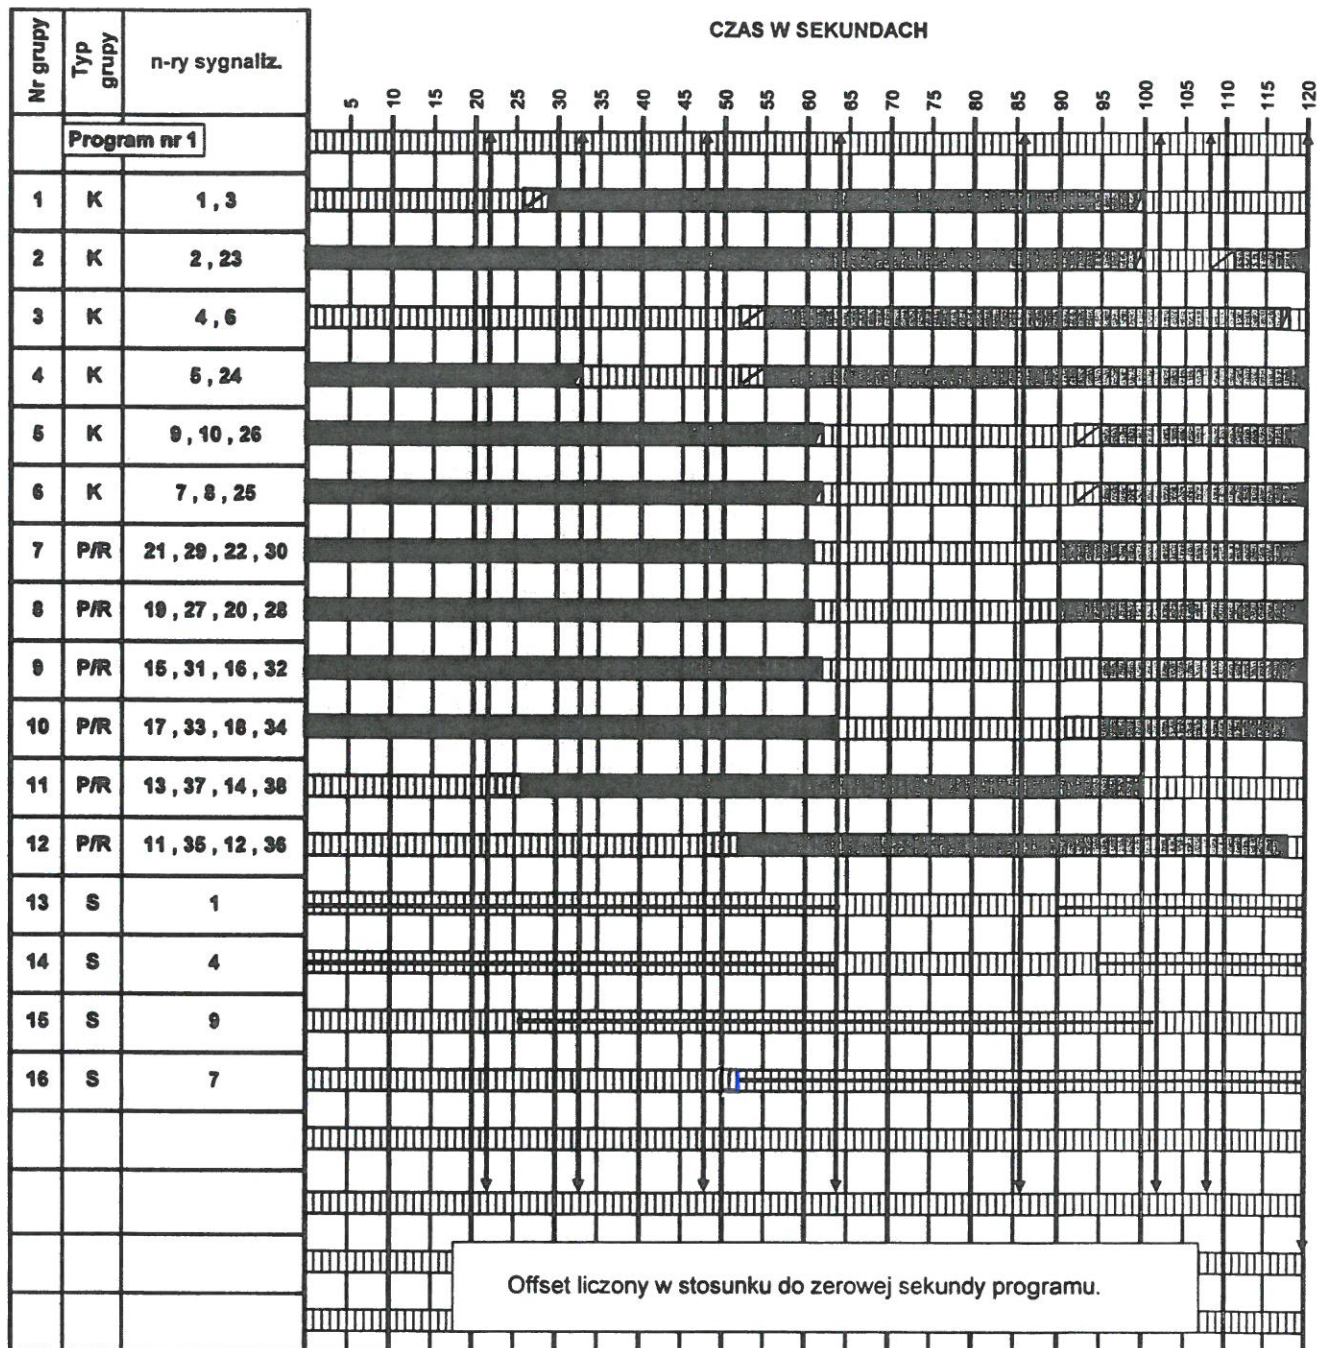 CZAS W SEKUNDACH
Nr grupy Typ grupy n-ry sygnaliz.
5 10 15 20 25 30 35 40 45 50 55 60 65 70 75 80 85 90 95 100 105 110 115 120
Program nr 1
1 K 1 , 3
2 K 2 , 23
3 K 4 , 6
4 K 5 , 24
5 K 9 , 10 , 26
6 K 7 , 8 , 25
7 P/R 21 , 29 , 22 , 30
8 P/R 19 , 27 , 20 , 28
9 P/R 15 , 31 , 16 , 32
10 P/R 17 , 33 , 18 , 34
11 P/R 13 , 37 , 14 , 38
12 P/R 11 , 35 , 12 , 36
13 S 1
14 S 4
15 S 9
16 S 7
Offset liczony w stosunku do zerowej sekundy programu.